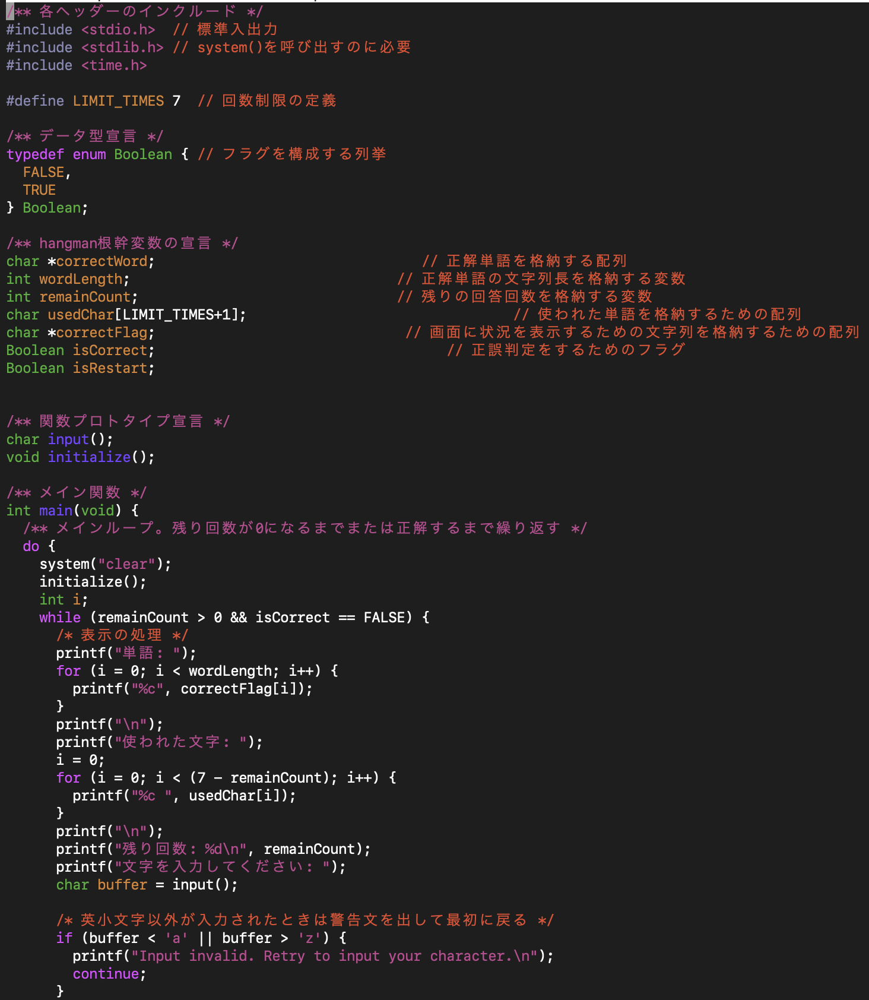 /** 各ヘッダーのインクルード */
#include <stdio.h>  // 標準入出力
#include <stdlib.h> // system()を呼び出すのに必要
#include <time.h>

#define LIMIT_TIMES 7  // 回数制限の定義

/** データ型宣言 */
typedef enum Boolean { // フラグを構成する列挙
  FALSE,
  TRUE
} Boolean;

/** hangman根幹変数の宣言 */
char *correctWord;                                // 正解単語を格納する配列
int wordLength;                                // 正解単語の文字列長を格納する変数
int remainCount;                               // 残りの回答回数を格納する変数
char usedChar[LIMIT_TIMES+1];                                // 使われた単語を格納するための配列
char *correctFlag;                              // 画面に状況を表示するための文字列を格納するための配列
Boolean isCorrect;                                   // 正誤判定をするためのフラグ
Boolean isRestart;


/** 関数プロトタイプ宣言 */
char input();
void initialize();

/** メイン関数 */
int main(void) {
  /** メインループ。残り回数が0になるまでまたは正解するまで繰り返す */
  do {
    system("clear");
    initialize();
    int i;
    while (remainCount > 0 && isCorrect == FALSE) {
      /* 表示の処理 */
      printf("単語: ");
      for (i = 0; i < wordLength; i++) {
        printf("%c", correctFlag[i]);
      }
      printf("\n");
      printf("使われた文字: ");
      i = 0;
      for (i = 0; i < (7 - remainCount); i++) {
        printf("%c ", usedChar[i]);
      }
      printf("\n");
      printf("残り回数: %d\n", remainCount);
      printf("文字を入力してください: ");
      char buffer = input();

      /* 英小文字以外が入力されたときは警告文を出して最初に戻る */
      if (buffer < 'a' || buffer > 'z') {
        printf("Input invalid. Retry to input your character.\n");
        continue;
      }